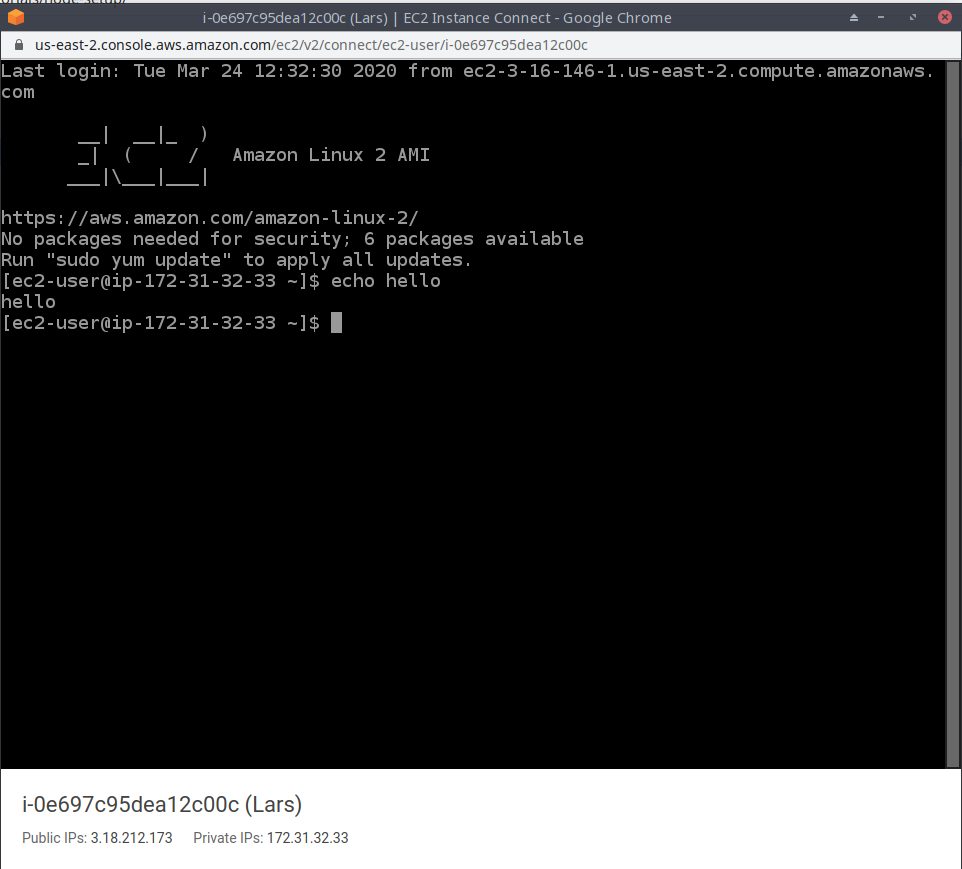 i-0e697c95dea12c00c (Lars) | EC2 Instance Connect - Google Chrome
us-east-2.console.aws.amazon.com/ec2/v2/connect/ec2-user/i-0e697c95dea12c00c
Last login: Tue Mar 24 12:32:30 2020 from ec2-3-16-146-1.us-east-2.compute.amazonaws.
com
       __|  __|_  )
       _|  (     /   Amazon Linux 2 AMI
      ___|\___|___|
https://aws.amazon.com/amazon-linux-2/
No packages needed for security; 6 packages available
Run "sudo yum update" to apply all updates.
[ec2-user@ip-172-31-32-33 ~]$ echo hello
hello
[ec2-user@ip-172-31-32-33 ~]$
i-0e697c95dea12c00c (Lars)
Public IPs: 3.18.212.173 Private IPs: 172.31.32.33